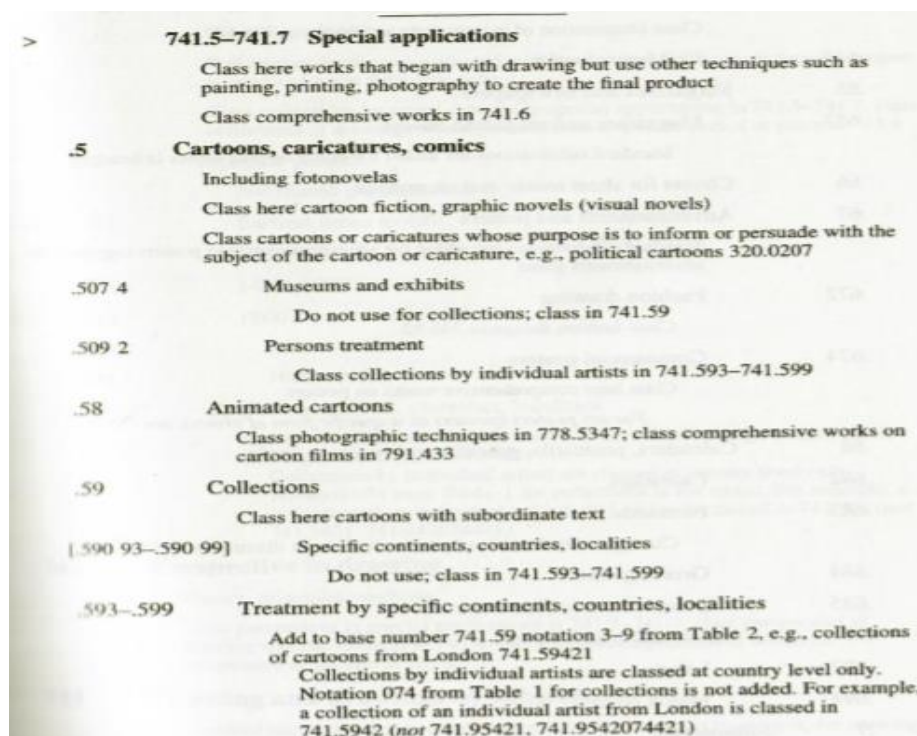 > 741.5–741.7 Special applications
Class here works that began with drawing but use other techniques such as
painting, printing, photography to create the final product
Class comprehensive works in 741.6
.5 Cartoons, caricatures, comics
Including fotonovelas
Class here cartoon fiction, graphic novels (visual novels)
Class cartoons or caricatures whose purpose is to inform or persuade with the
subject of the cartoon or caricature, e.g., political cartoons 320.0207
.507 4 Museums and exhibits
Do not use for collections; class in 741.59
.509 2 Persons treatment
Class collections by individual artists in 741.593–741.599
.58 Animated cartoons
Class photographic techniques in 778.5347; class comprehensive works on
cartoon films in 791.433
.59 Collections
Class here cartoons with subordinate text
[.590 93–.590 99] Specific continents, countries, localities
Do not use; class in 741.593–741.599
.593–.599 Treatment by specific continents, countries, localities
Add to base number 741.59 notation 3–9 from Table 2, e.g., collections
of cartoons from London 741.59421
Collections by individual artists are classed at country level only.
Notation 074 from Table 1 for collections is not added. For example,
a collection of an individual artist from London is classed in
741.5942 (not 741.95421, 741.9542074421)